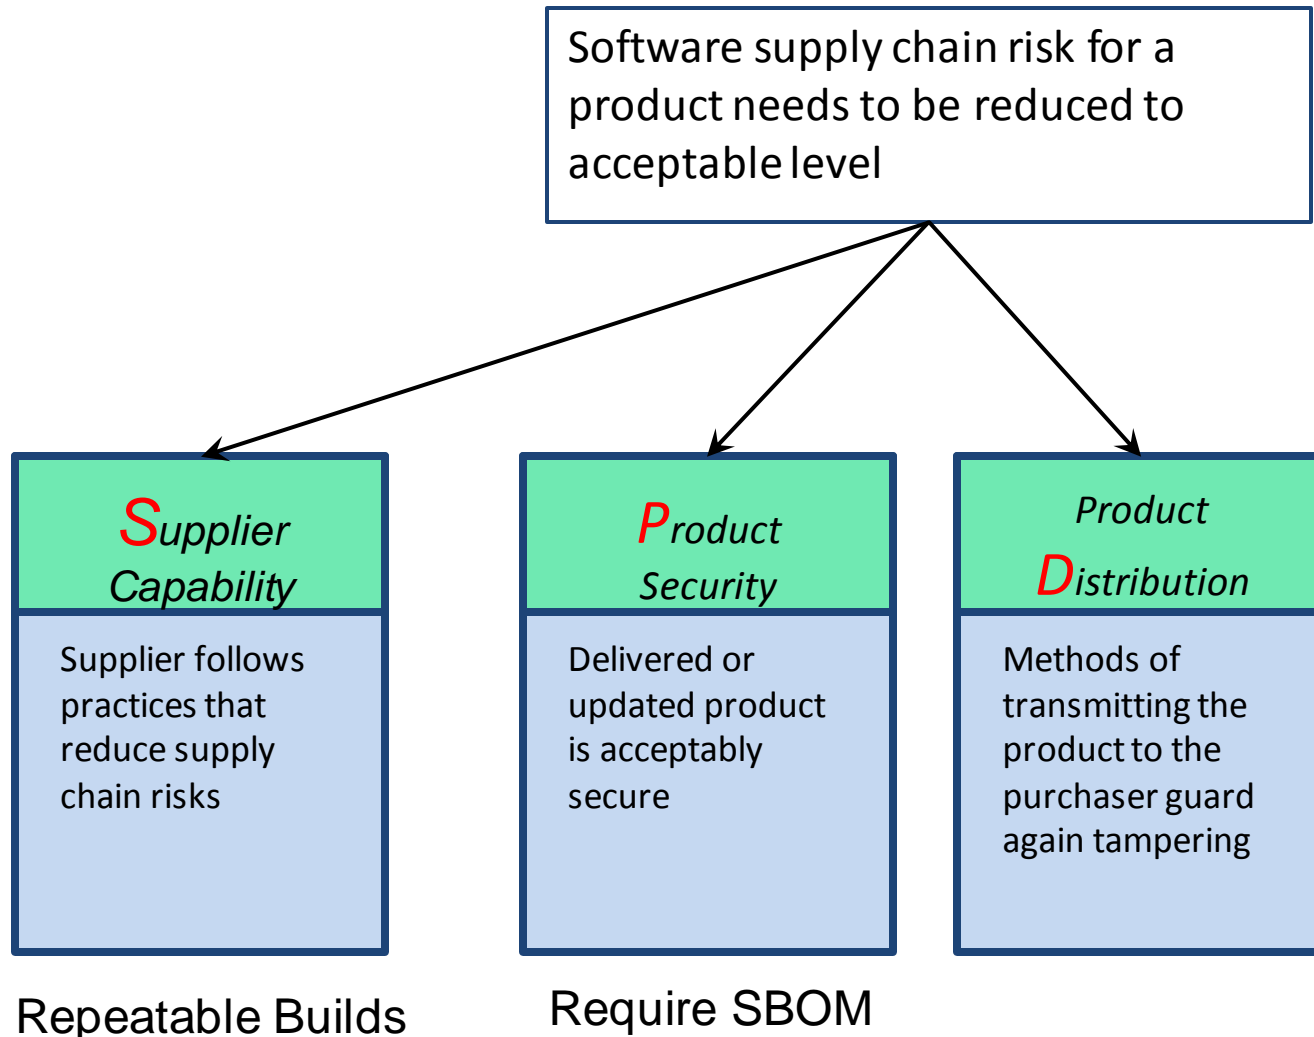 Software supply chain risk for a
product needs to be reduced to
acceptable level
Supplier
Capability
Supplier follows
practices that
reduce supply
chain risks
Product
Security
Delivered or
updated product
is acceptably
secure
Product
Distribution
Methods of
transmitting the
product to the
purchaser guard
again tampering
Repeatable Builds
Require SBOM